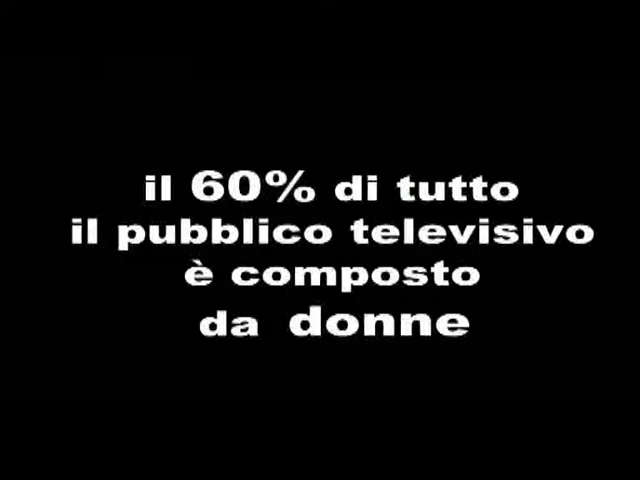 il 60% di tutto
il pubblico televisivo
è composto
da donne